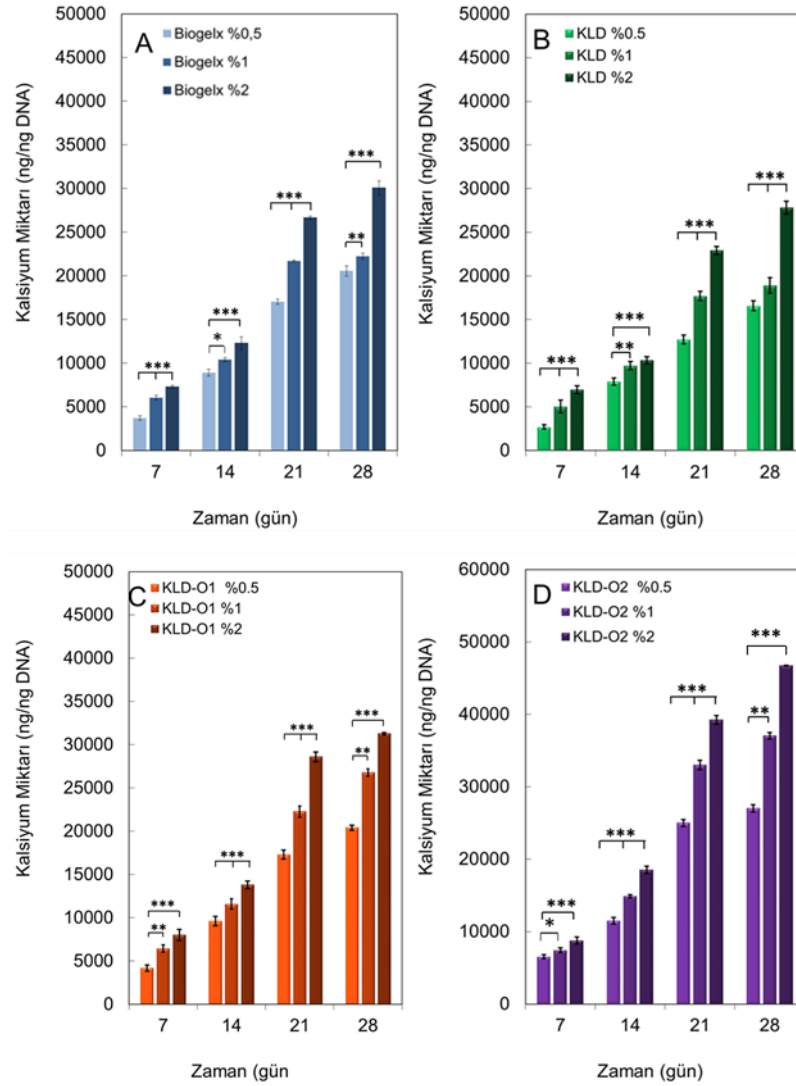 A
Biogelx %0,5
Biogelx %1
Biogelx %2
Kalsiyum Miktarı (ng/ng DNA)
50000
45000
40000
35000
30000
25000
20000
15000
10000
5000
0
***
*
***
***
**
***
7 14 21 28
Zaman (gün)
B
KLD %0.5
KLD %1
KLD %2
Kalsiyum Miktarı (ng/ng DNA)
50000
45000
40000
35000
30000
25000
20000
15000
10000
5000
0
***
**
***
***
***
7 14 21 28
Zaman (gün)
C
KLD-O1 %0.5
KLD-O1 %1
KLD-O1 %2
Kalsiyum Miktarı (ng/ng DNA)
50000
45000
40000
35000
30000
25000
20000
15000
10000
5000
0
***
**
***
***
***
**
7 14 21 28
Zaman (gün
D
KLD-O2 %0.5
KLD-O2 %1
KLD-O2 %2
Kalsiyum Miktarı (ng/ng DNA)
60000
50000
40000
30000
20000
10000
0
***
*
***
***
***
**
7 14 21 28
Zaman (gün)